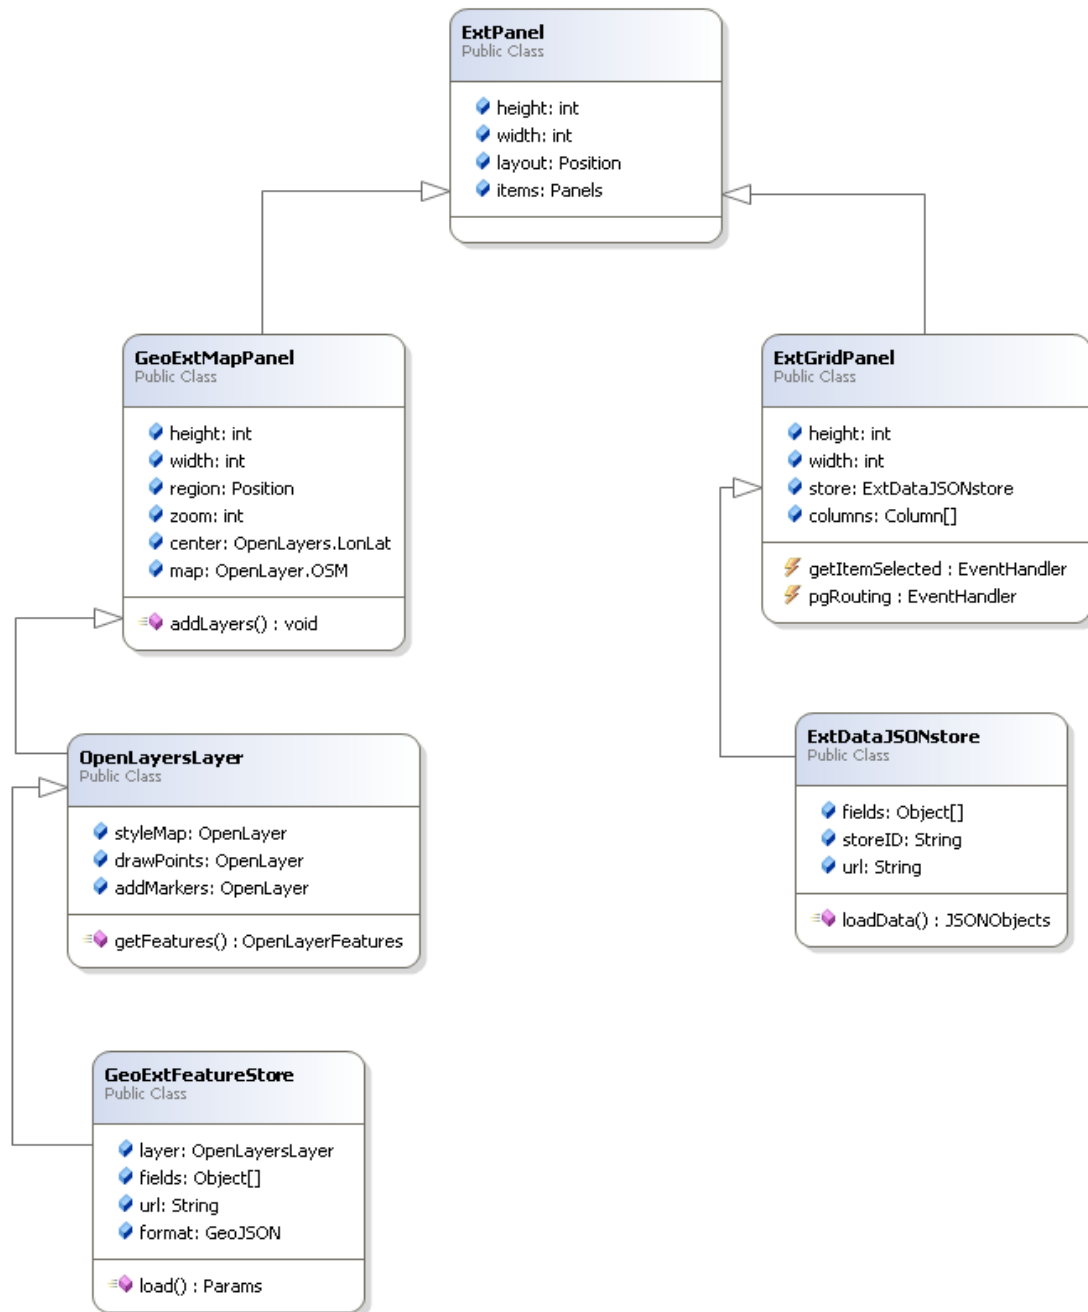 ExtPanel
Public Class
height: int
width: int
layout: Position
items: Panels
GeoExtMapPanel
Public Class
height: int
width: int
region: Position
zoom: int
center: OpenLayers.LonLat
map: OpenLayer.OSM
addLayers() : void
ExtGridPanel
Public Class
height: int
width: int
store: ExtDataJSONstore
columns: Column[]
getItemSelected : EventHandler
pgRouting : EventHandler
OpenLayersLayer
Public Class
styleMap: OpenLayer
drawPoints: OpenLayer
addMarkers: OpenLayer
getFeatures() : OpenLayerFeatures
ExtDataJSONstore
Public Class
fields: Object[]
storeID: String
url: String
loadData() : JSONObjects
GeoExtFeatureStore
Public Class
layer: OpenLayersLayer
fields: Object[]
url: String
format: GeoJSON
load() : Params